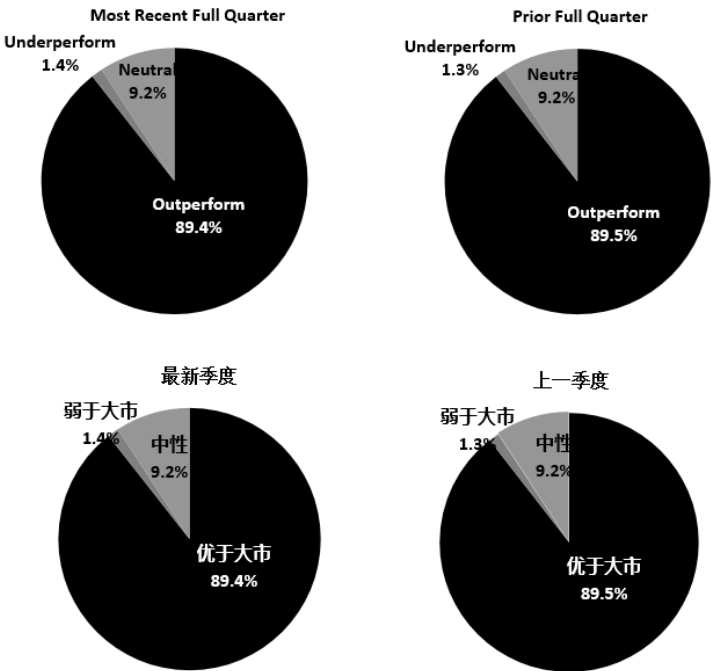 Most Recent Full Quarter
Underperform
1.4%
Neutral
9.2%
Outperform
89.4%
Prior Full Quarter
Underperform
1.3%
Neutral
9.2%
Outperform
89.5%
最新季度
弱于大市
1.4%
中性
9.2%
优于大市
89.4%
上一季度
弱于大市
1.3%
中性
9.2%
优于大市
89.5%